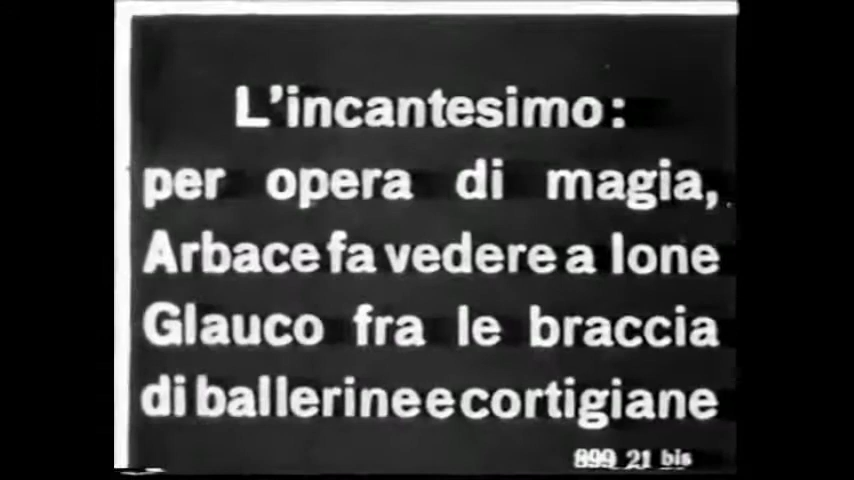 L'incantesimo:
per opera di magia,
Arbace fa vedere a Ione
Glauco fra le braccia
di ballerine e cortigiane
899 21 bis